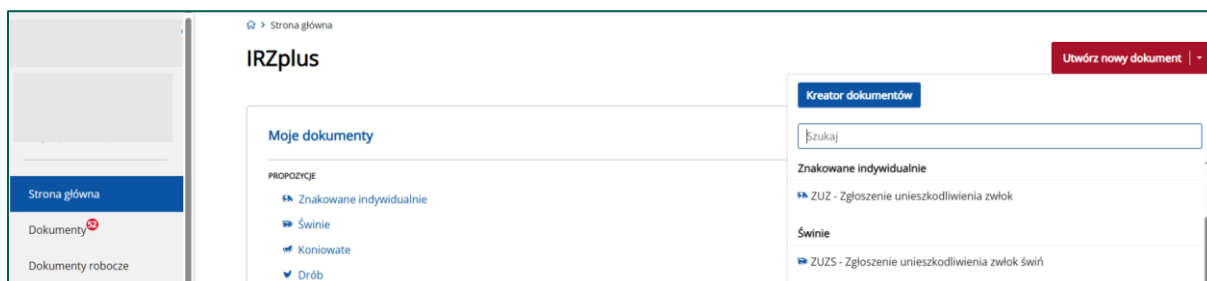 Strona główna
IRZplus
Utwórz nowy dokument
Kreator dokumentów
Szukaj
Moje dokumenty
PROPOZYCJE
Znakowane indywidualnie
Świnie
Koniowate
Drób
Znakowane indywidualnie
ZUZ - Zgłoszenie unieszkodliwienia zwłok
Świnie
ZUZS - Zgłoszenie unieszkodliwienia zwłok świń
Strona główna
Dokumenty 52
Dokumenty robocze